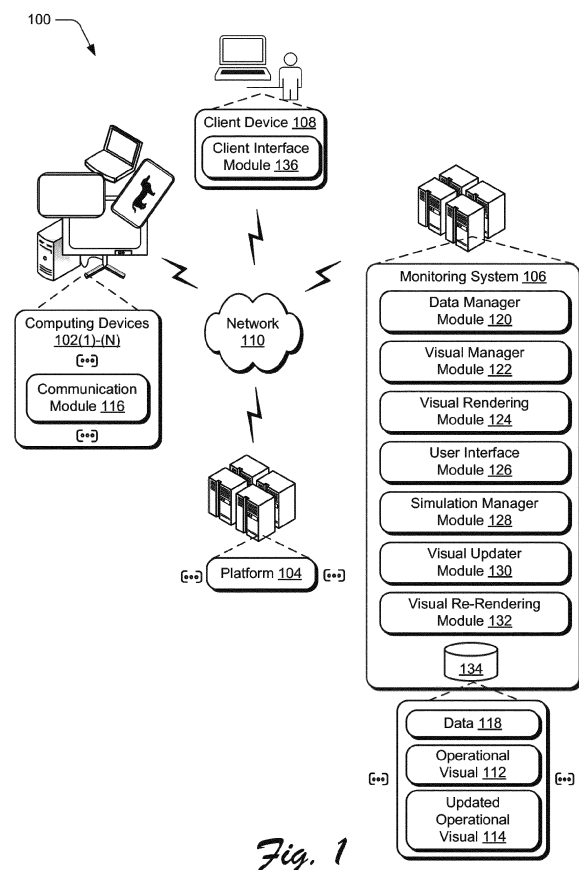 100
Client Device 108
Client Interface
Module 136
Computing Devices
102(1)-(N)
[•••]
Communication
Module 116
[•••]
Network
110
[•••]
Platform 104
[•••]
Monitoring System 106
Data Manager
Module 120
Visual Manager
Module 122
Visual Rendering
Module 124
User Interface
Module 126
Simulation Manager
Module 128
Visual Updater
Module 130
Visual Re-Rendering
Module 132
134
Data 118
[•••]
Operational
Visual 112
[•••]
Updated
Operational
Visual 114
Fig. 1